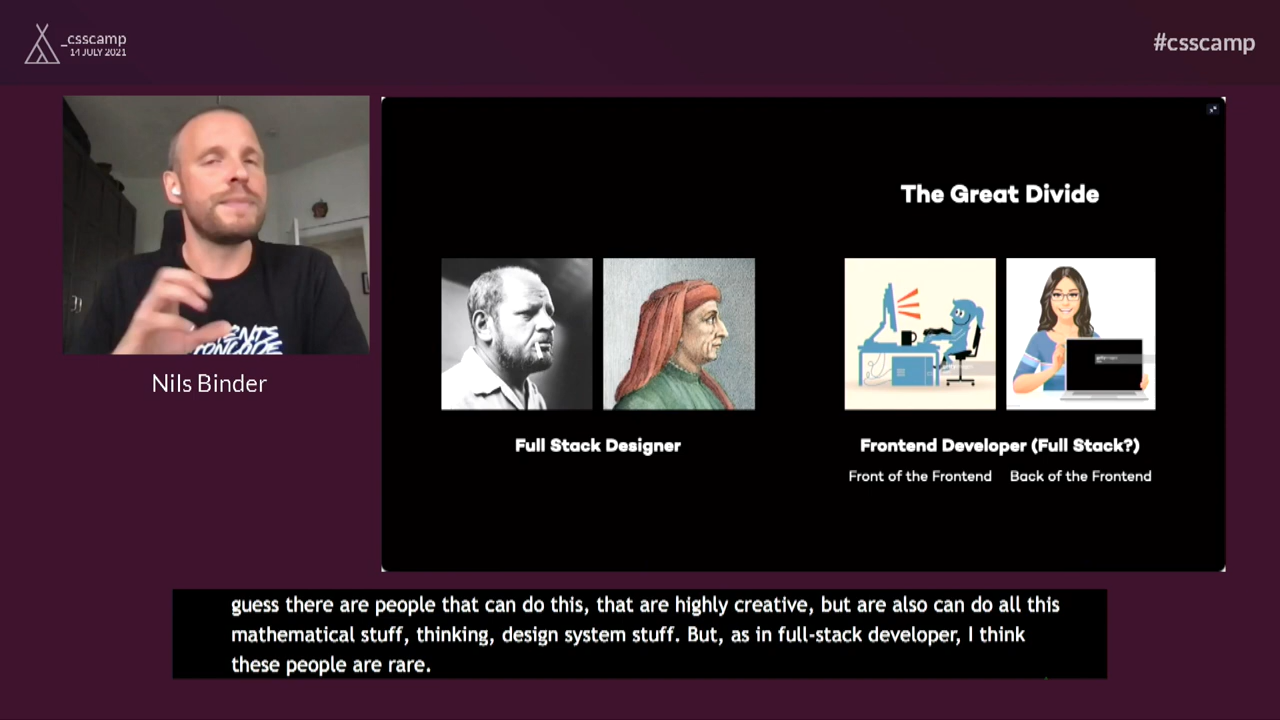 _csscamp
14 JULY 2021
#csscamp
The Great Divide
Nils Binder
Full Stack Designer
Frontend Developer (Full Stack?)
Front of the Frontend
Back of the Frontend
guess there are people that can do this, that are highly creative, but are also can do all this
mathematical stuff, thinking, design system stuff. But, as in full-stack developer, I think
these people are rare.